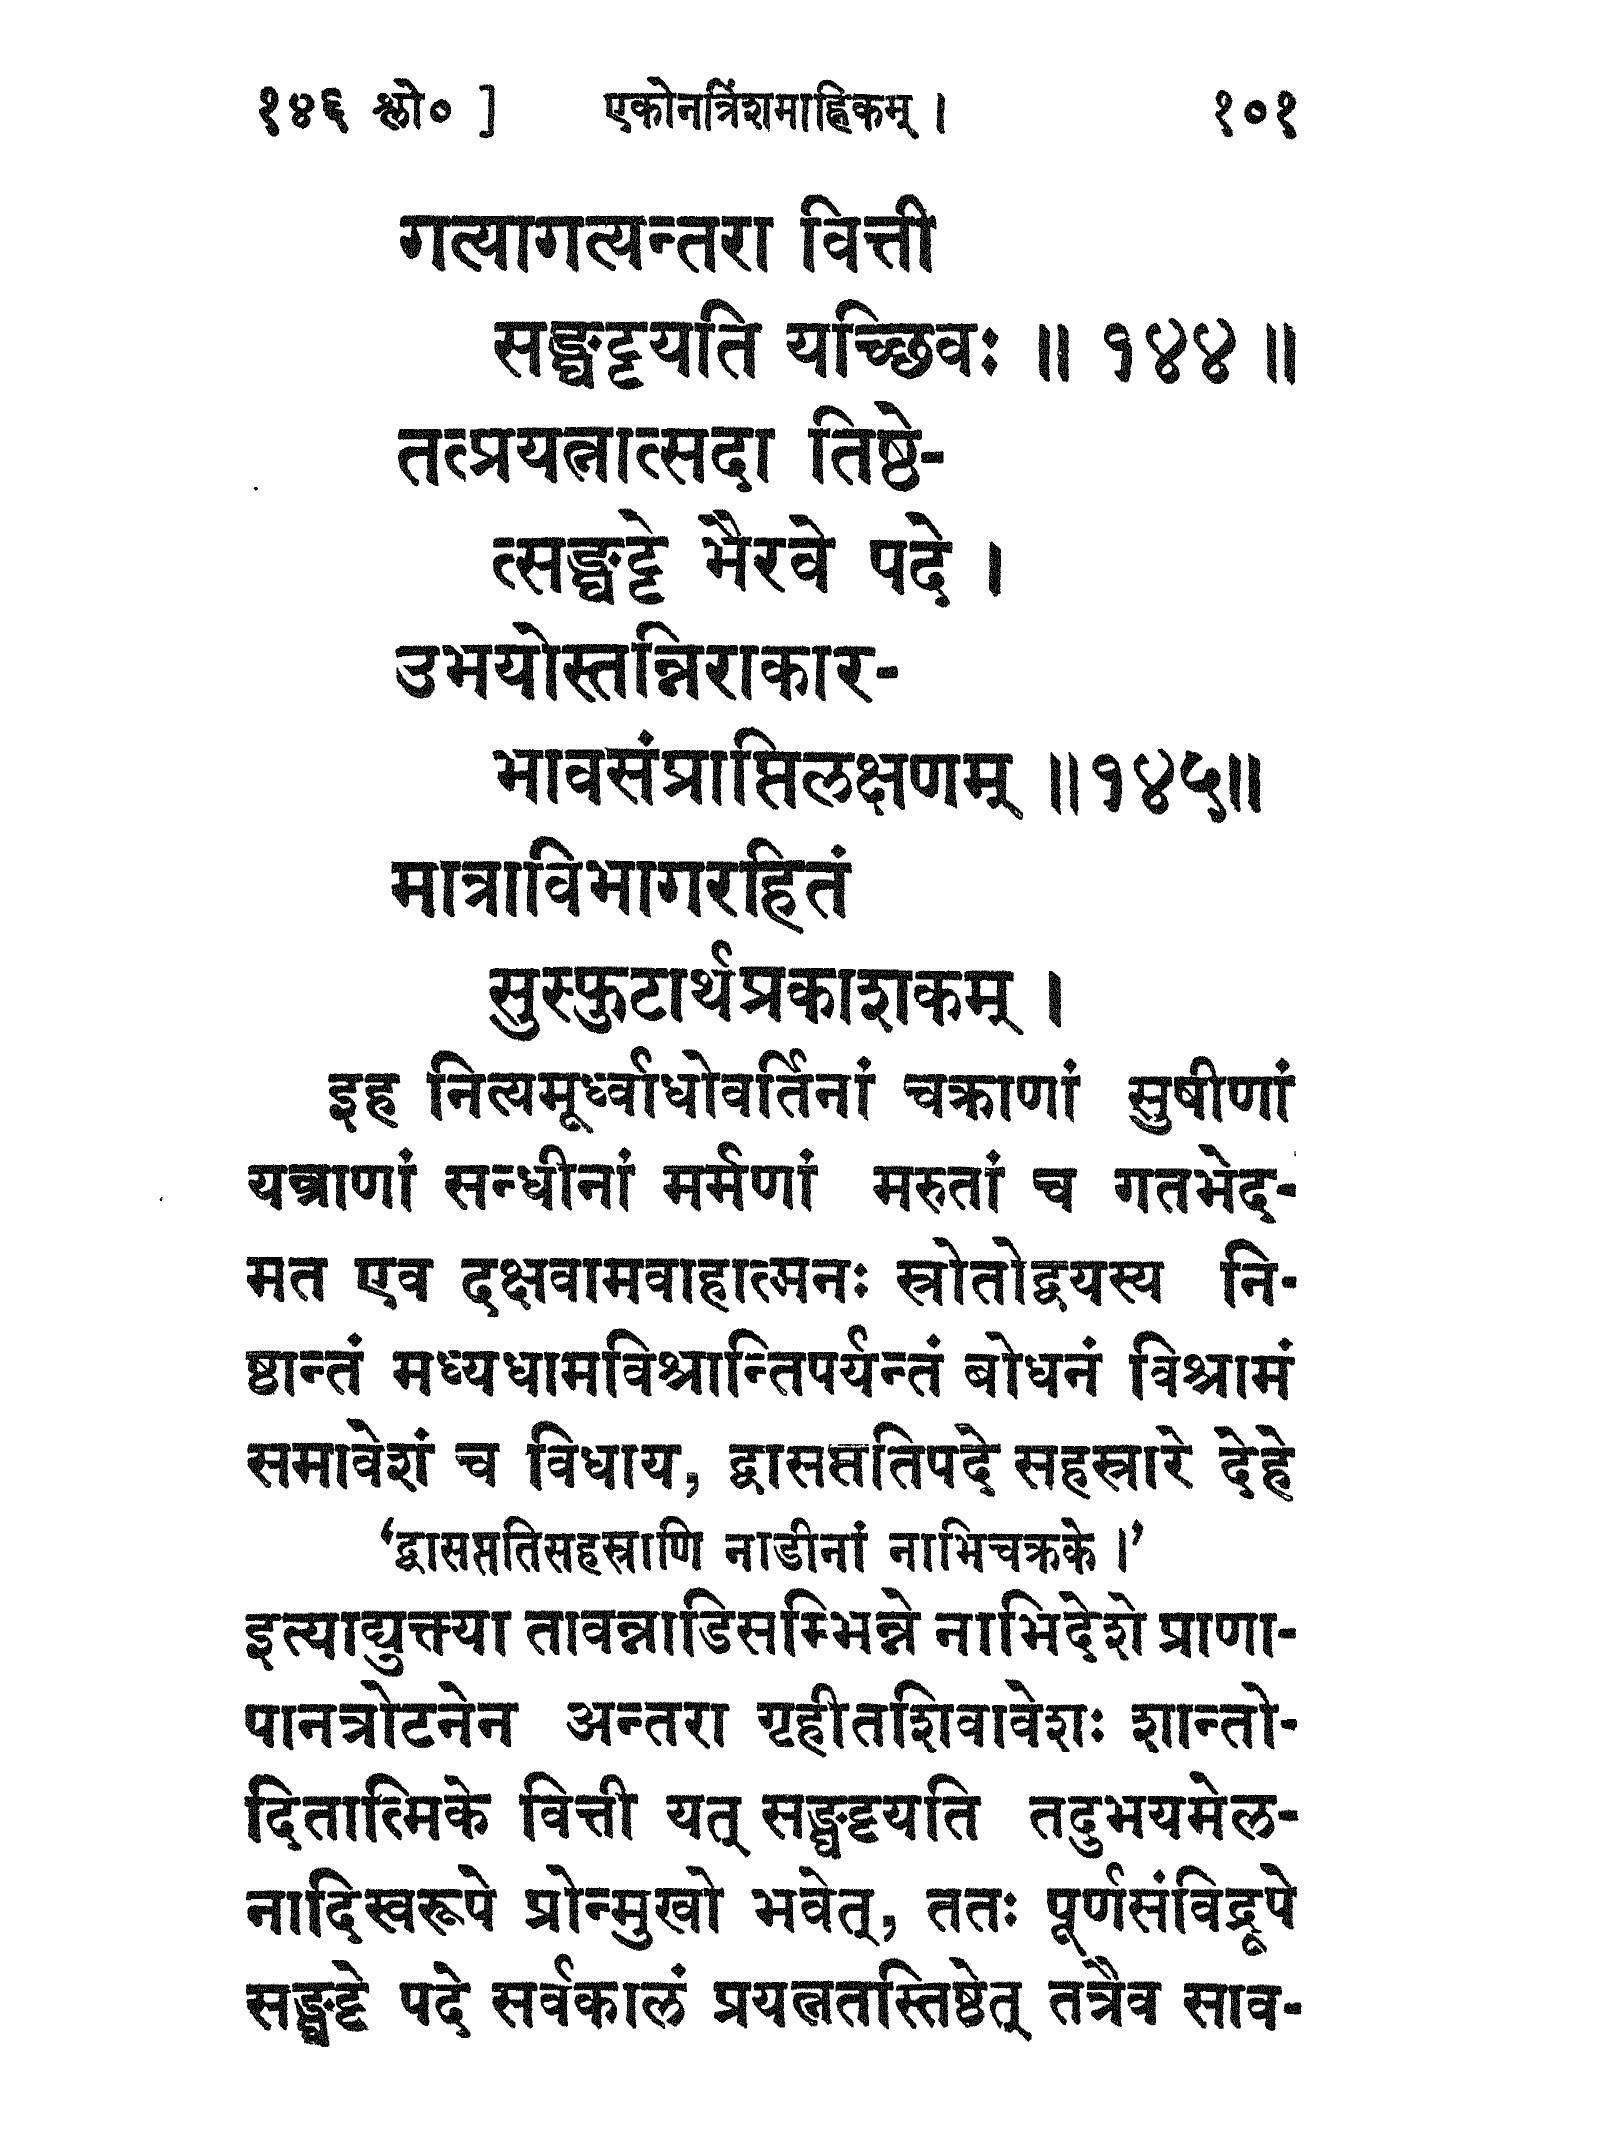 १४६ श्लो० ] एकोनत्रिंशमाह्निकम् । १०१
गत्यागत्यन्तरा वित्ती
सङ्घट्टयति यच्छिवः ॥ १४४ ॥
तत्प्रयत्नात्सदा तिष्ठे-
त्सङ्घट्टे भैरवे पदे ।
उभयोस्तन्निराकार-
भावसंप्राप्तिलक्षणम् ॥१४५॥
मात्राविभागरहितं
सुस्फुटार्थप्रकाशकम् ।
इह नित्यमूर्ध्वाधोवर्तिनां चक्राणां सुषीणां
यन्त्राणां सन्धीनां मर्मणां मरुतां च गतभेद-
मत एव दक्षवामवाहात्मनः स्रोतोद्वयस्य नि-
ष्ठान्तं मध्यधामविश्रान्तिपर्यन्तं बोधनं विश्रामं
समावेशं च विधाय, द्वासप्ततिपदे सहस्रारे देहे
‘द्वासप्ततिसहस्राणि नाडीनां नाभिचक्रके ।’
इत्याद्युक्त्या तावन्नाडिसम्भिन्ने नाभिदेशे प्राणा-
पानत्रोटनेन अन्तरा गृहीतशिवावेशः शान्तो-
दितात्मिके वित्ती यत् सङ्घट्टयति तदुभयमेल-
नादिस्वरूपे प्रोन्मुखो भवेत्, ततः पूर्णसंविद्रूपे
सङ्घट्टे पदे सर्वकालं प्रयत्नतस्तिष्ठेत् तत्रैव साव-